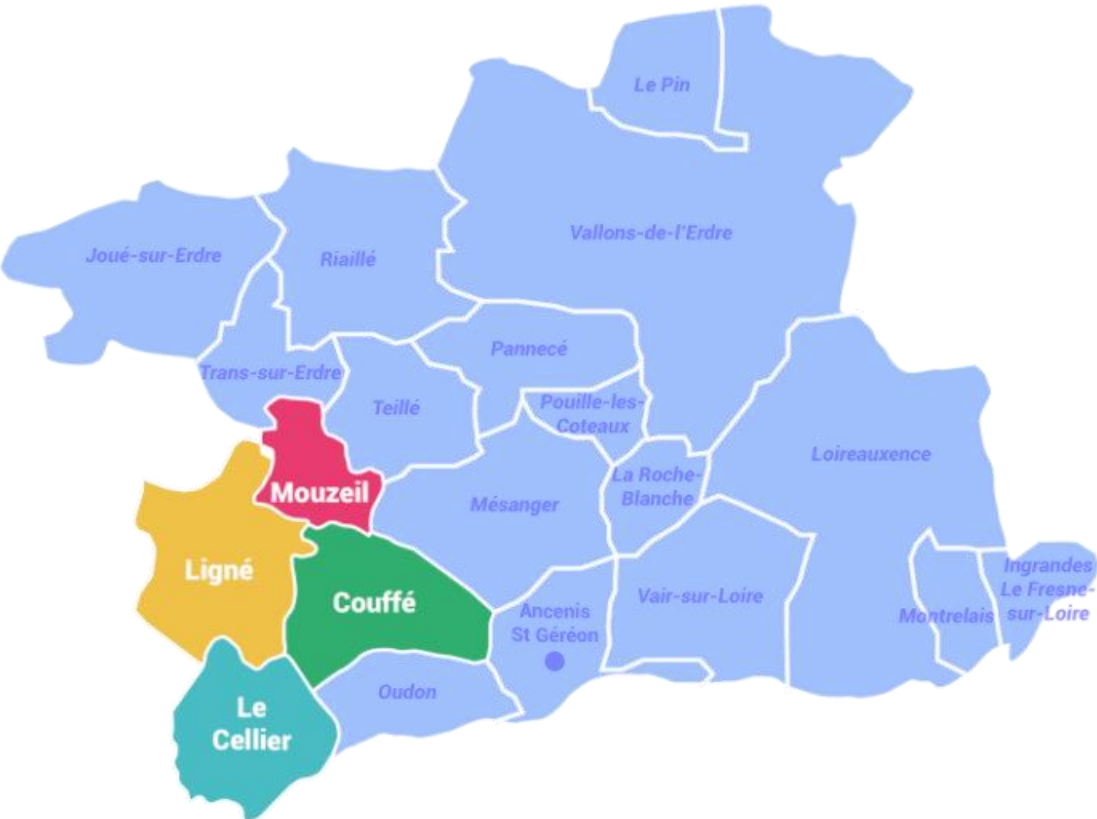 Le Pin
Vallons-de-l'Erdre
Joué-sur-Erdre
Riaillé
Pannecé
Trans-sur-Erdre
Teillé
Pouille-les-
Coteaux
Loireauxence
La Roche-
Blanche
Mouzeil
Mésanger
Ligné
Couffé
Ancenis
St Géréon
Vair-sur-Loire
Montrelais
Ingrandes
Le Fresne-
sur-Loire
Oudon
Le
Cellier